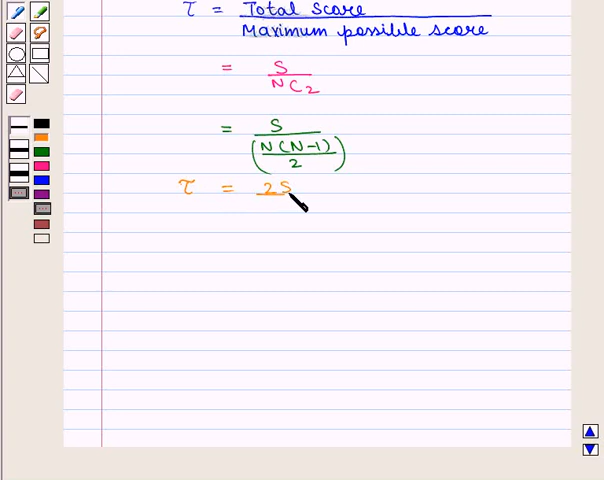 τ = Total Score / Maximum possible score
= S / ᴺC₂
= S / (N(N-1) / 2)
τ = 2S